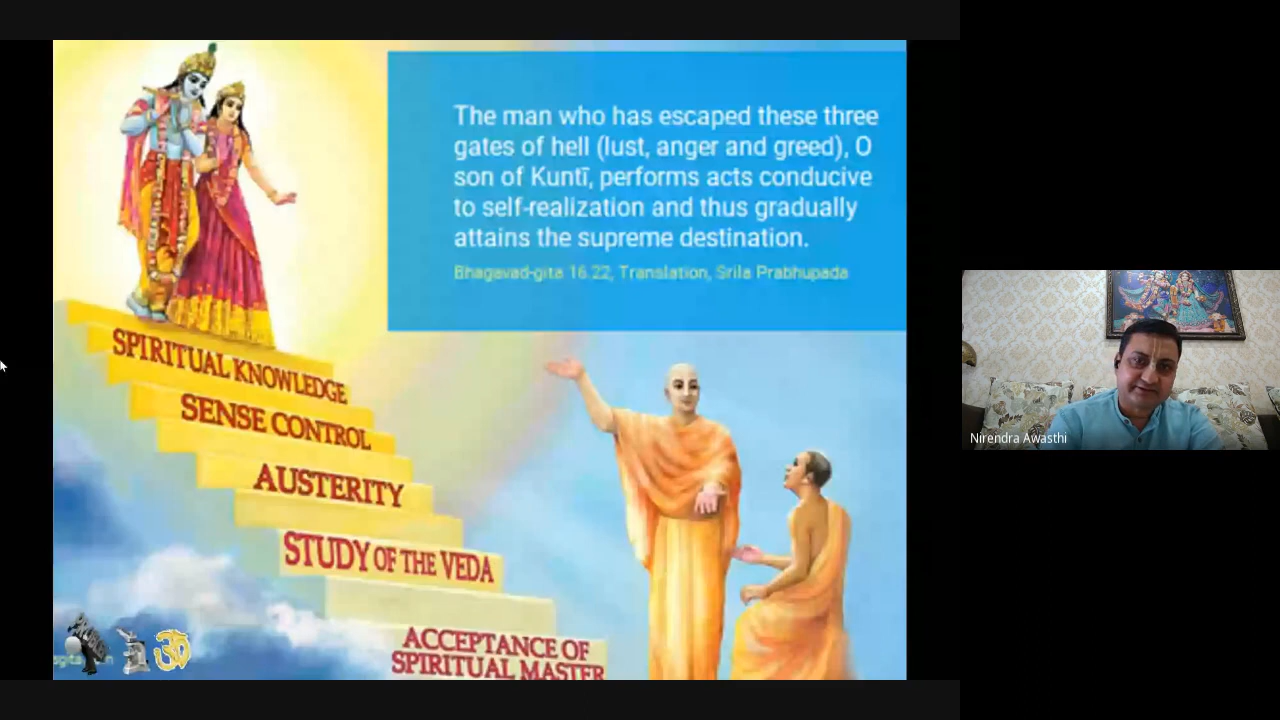 The man who has escaped these three
gates of hell (lust, anger and greed), O
son of Kuntī, performs acts conducive
to self-realization and thus gradually
attains the supreme destination.
Bhagavad-gita 16.22, Translation, Srila Prabhupada
SPIRITUAL KNOWLEDGE
SENSE CONTROL
AUSTERITY
STUDY OF THE VEDA
ACCEPTANCE OF
SPIRITUAL MASTER
ॐ
Nirendra Awasthi